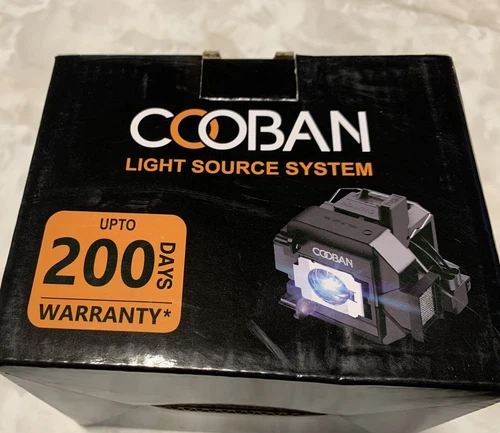 COOBAN
LIGHT SOURCE SYSTEM
UPTO
200 DAYS
WARRANTY*
COOBAN